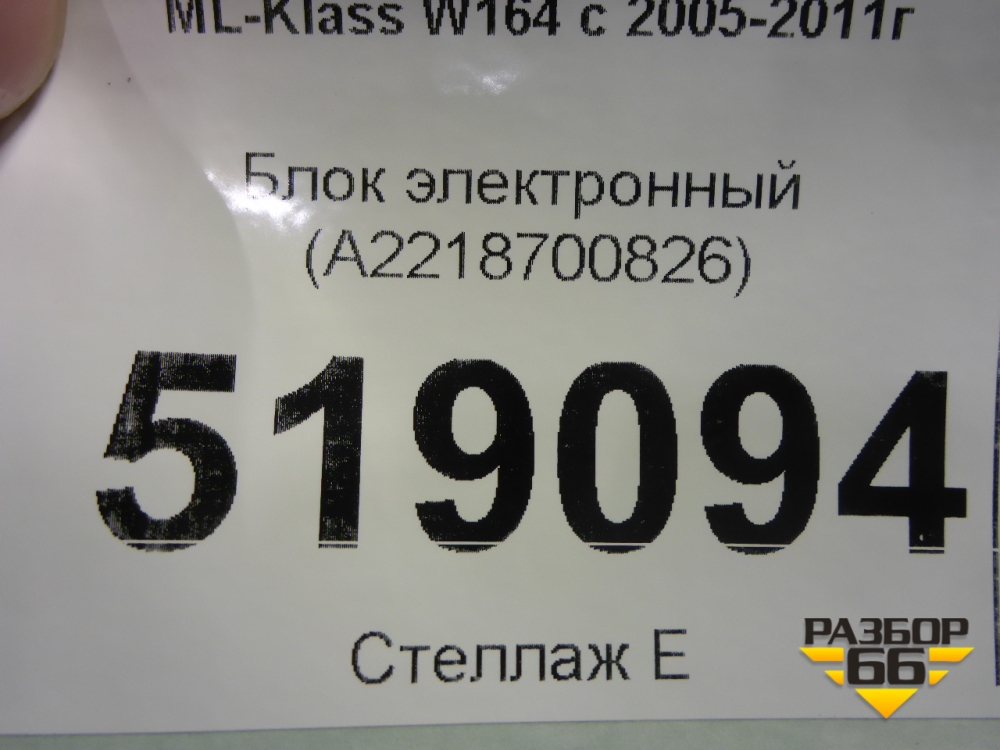 ML-Klass W164 с 2005-2011г
Блок электронный
(A2218700826)
519094
Стеллаж Е
РАЗБОР
66